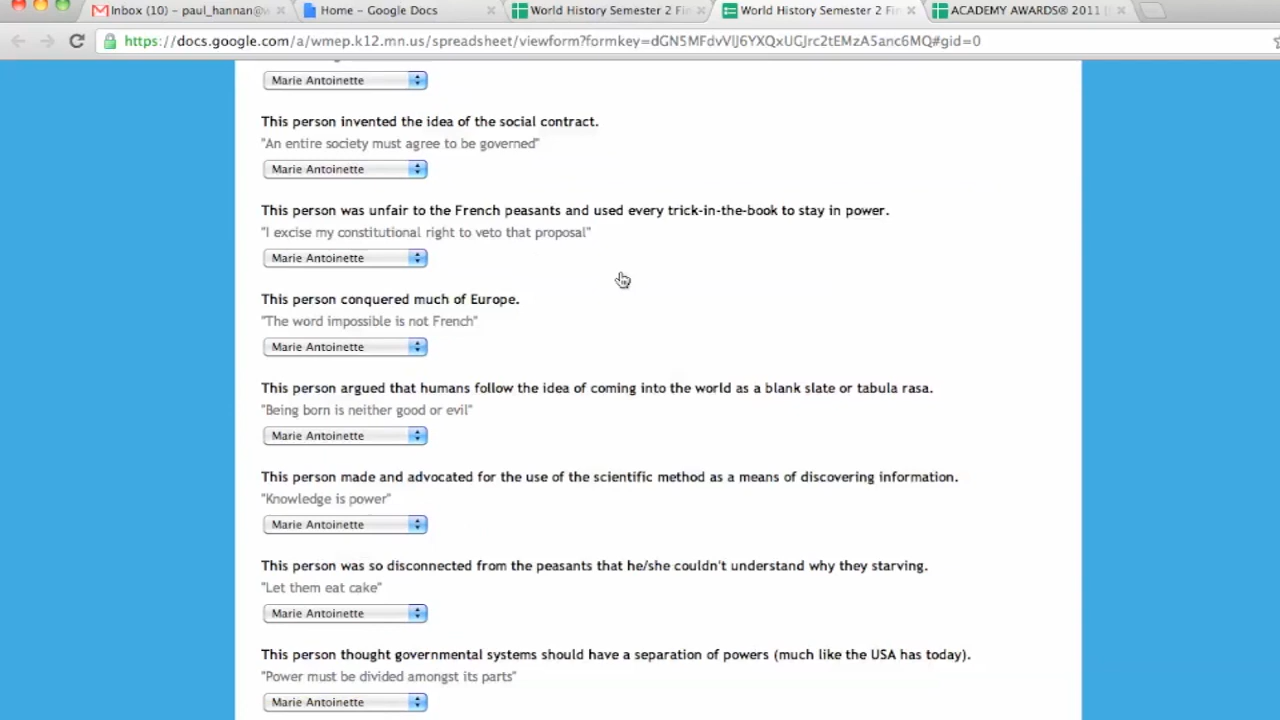 Inbox (10) – paul_hannan@w
Home – Google Docs
World History Semester 2 Fin
World History Semester 2 Fin
ACADEMY AWARDS® 2011
https://docs.google.com/a/wmep.k12.mn.us/spreadsheet/viewform?formkey=dGN5MFdvVlJ6YXQxUGJrc2tEMzA5anc6MQ#gid=0
Marie Antoinette
This person invented the idea of the social contract.
"An entire society must agree to be governed"
Marie Antoinette
This person was unfair to the French peasants and used every trick-in-the-book to stay in power.
"I excise my constitutional right to veto that proposal"
Marie Antoinette
This person conquered much of Europe.
"The word impossible is not French"
Marie Antoinette
This person argued that humans follow the idea of coming into the world as a blank slate or tabula rasa.
"Being born is neither good or evil"
Marie Antoinette
This person made and advocated for the use of the scientific method as a means of discovering information.
"Knowledge is power"
Marie Antoinette
This person was so disconnected from the peasants that he/she couldn't understand why they starving.
"Let them eat cake"
Marie Antoinette
This person thought governmental systems should have a separation of powers (much like the USA has today).
"Power must be divided amongst its parts"
Marie Antoinette